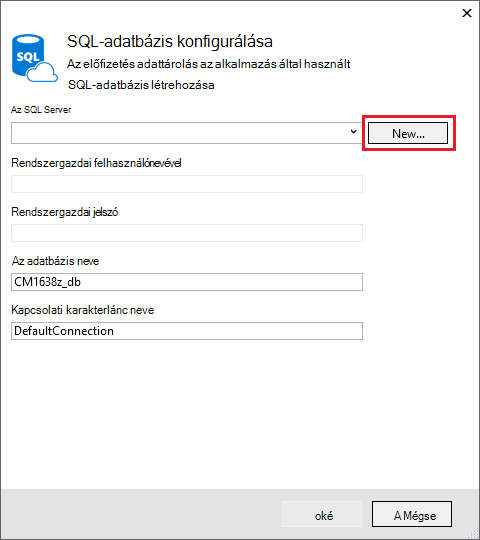 SQL-adatbázis konfigurálása
SQL
Az előfizetés adattárolás az alkalmazás által használt
SQL-adatbázis létrehozása
Az SQL Server
New...
Rendszergazdai felhasználónevével
Rendszergazdai jelszó
Az adatbázis neve
CM1638z_db
Kapcsolati karakterlánc neve
DefaultConnection
oké
A Mégse